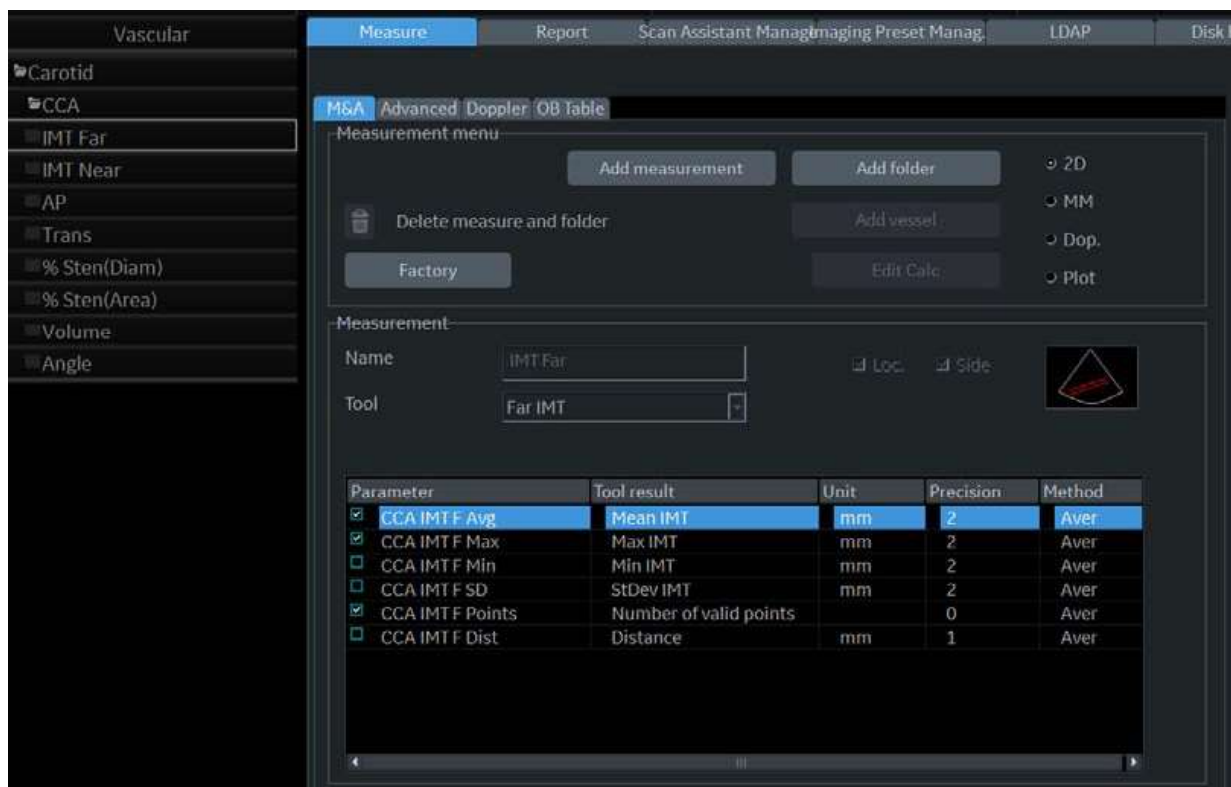 Vascular
Measure Report Scan Assistant Manag Imaging Preset Manag. LDAP Disk
Carotid
CCA
M&A Advanced Doppler OB Table
IMT Far
Measurement menu
IMT Near
Add measurement Add folder 2D
AP
MM
Delete measure and folder Add vessel
Trans
Dop.
% Sten(Diam)
Factory Edit Calc Plot
% Sten(Area)
Volume
Measurement
Angle
Name IMT Far Loc. Side
Tool Far IMT
Parameter Tool result Unit Precision Method
CCA IMT F Avg Mean IMT mm 2 Aver
CCA IMT F Max Max IMT mm 2 Aver
CCA IMT F Min Min IMT mm 2 Aver
CCA IMT F SD StDev IMT mm 2 Aver
CCA IMT F Points Number of valid points 0 Aver
CCA IMT F Dist Distance mm 1 Aver